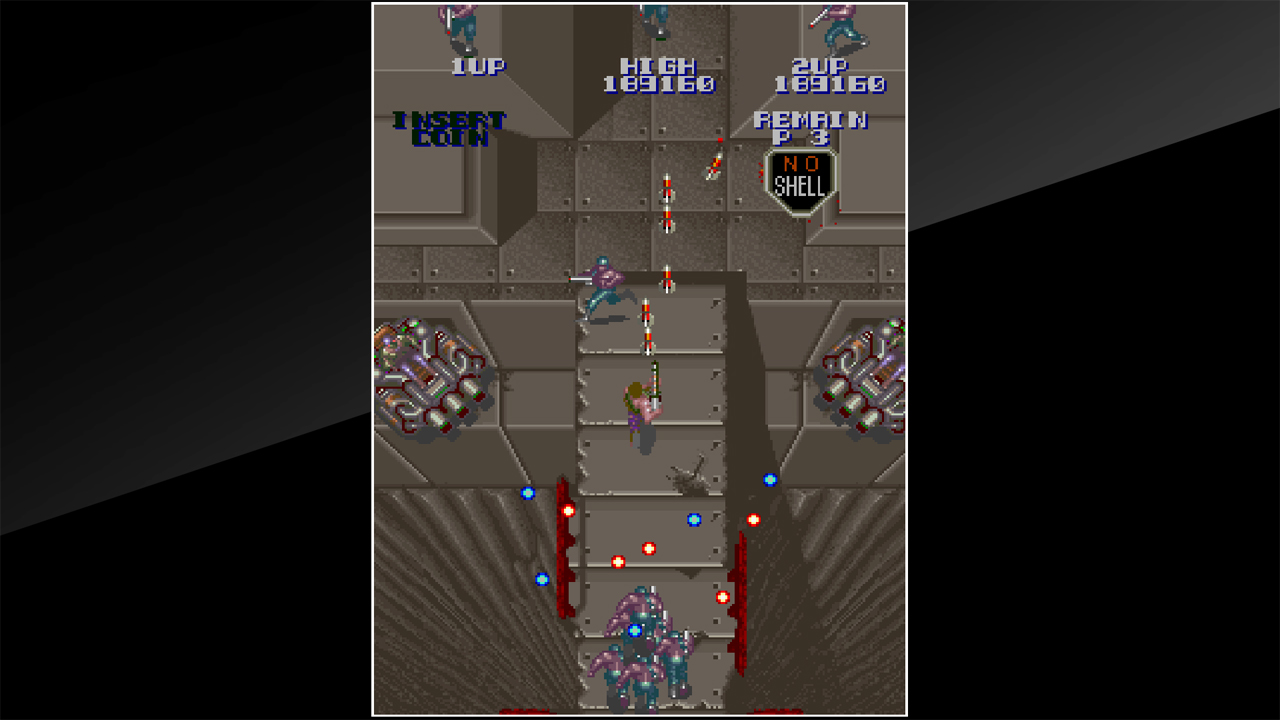 1UP HIGH 2UP
189160 189160
INSERT COIN
REMAIN
P 3
NO
SHELL